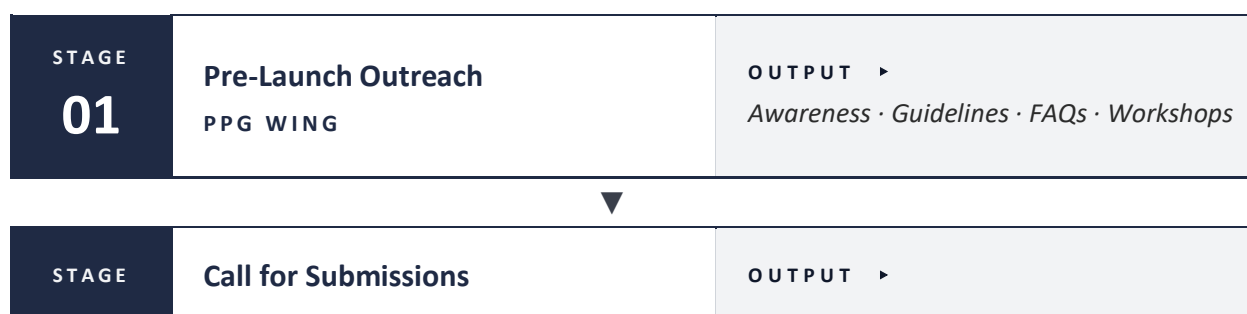 STAGE
01
Pre-Launch Outreach
PPG WING
OUTPUT ▸
Awareness · Guidelines · FAQs · Workshops
▼
STAGE
Call for Submissions
OUTPUT ▸